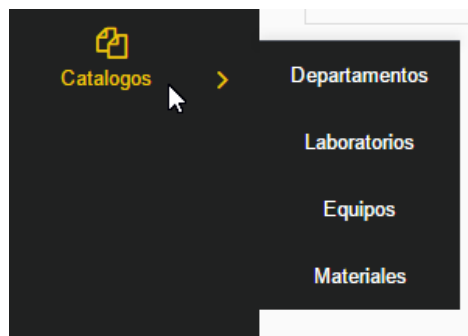 Catalogos
Departamentos
Laboratorios
Equipos
Materiales